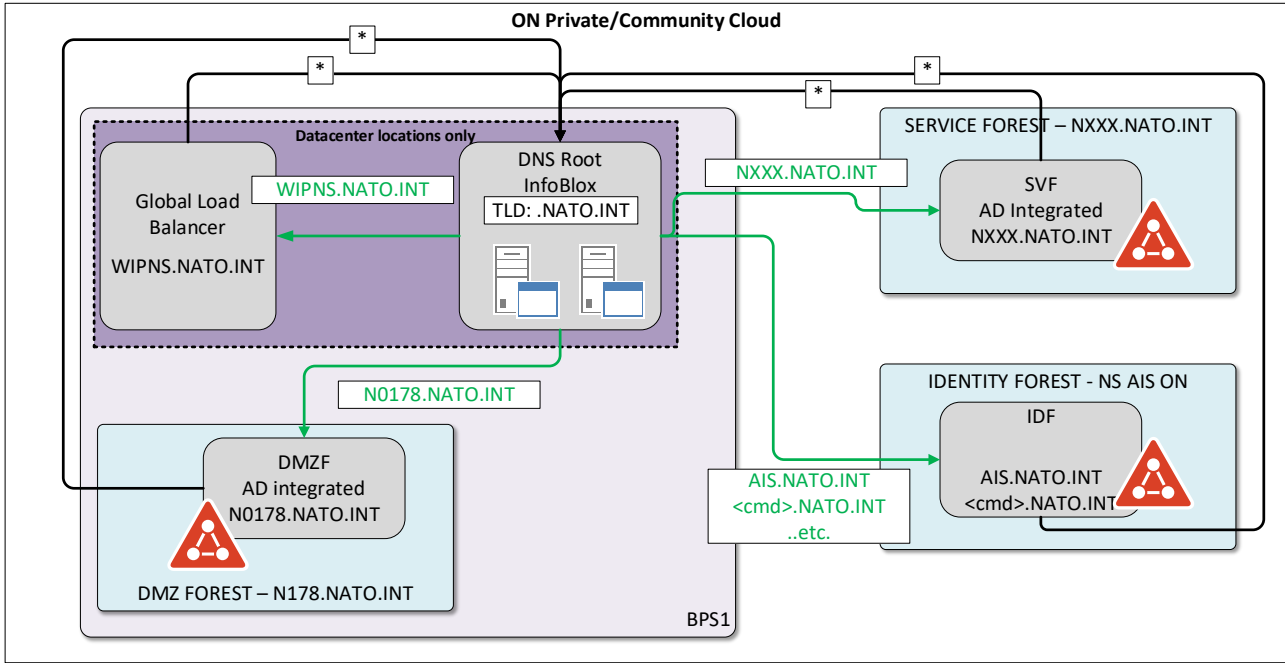 ON Private/Community Cloud
*
*
*
*
Datacenter locations only
Global Load
Balancer
WIPNS.NATO.INT
WIPNS.NATO.INT
DNS Root
InfoBlox
TLD: .NATO.INT
NXXX.NATO.INT
SERVICE FOREST – NXXX.NATO.INT
SVF
AD Integrated
NXXX.NATO.INT
N0178.NATO.INT
DMZF
AD integrated
N0178.NATO.INT
DMZ FOREST – N178.NATO.INT
BPS1
AIS.NATO.INT
<cmd>.NATO.INT
..etc.
IDENTITY FOREST - NS AIS ON
IDF
AIS.NATO.INT
<cmd>.NATO.INT